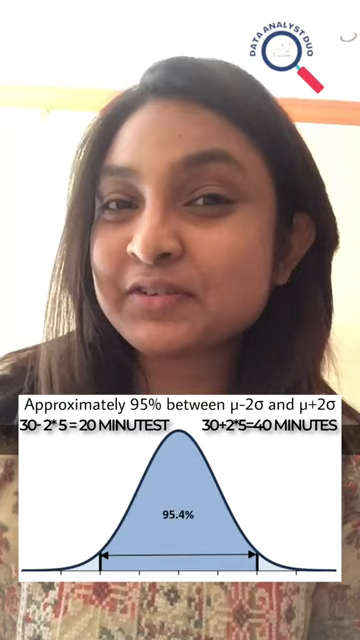 DATA ANALYST DUO
Approximately 95% between μ-2σ and μ+2σ
30- 2* 5 = 20 MINUTEST 30+2*5=40 MINUTES
95.4%